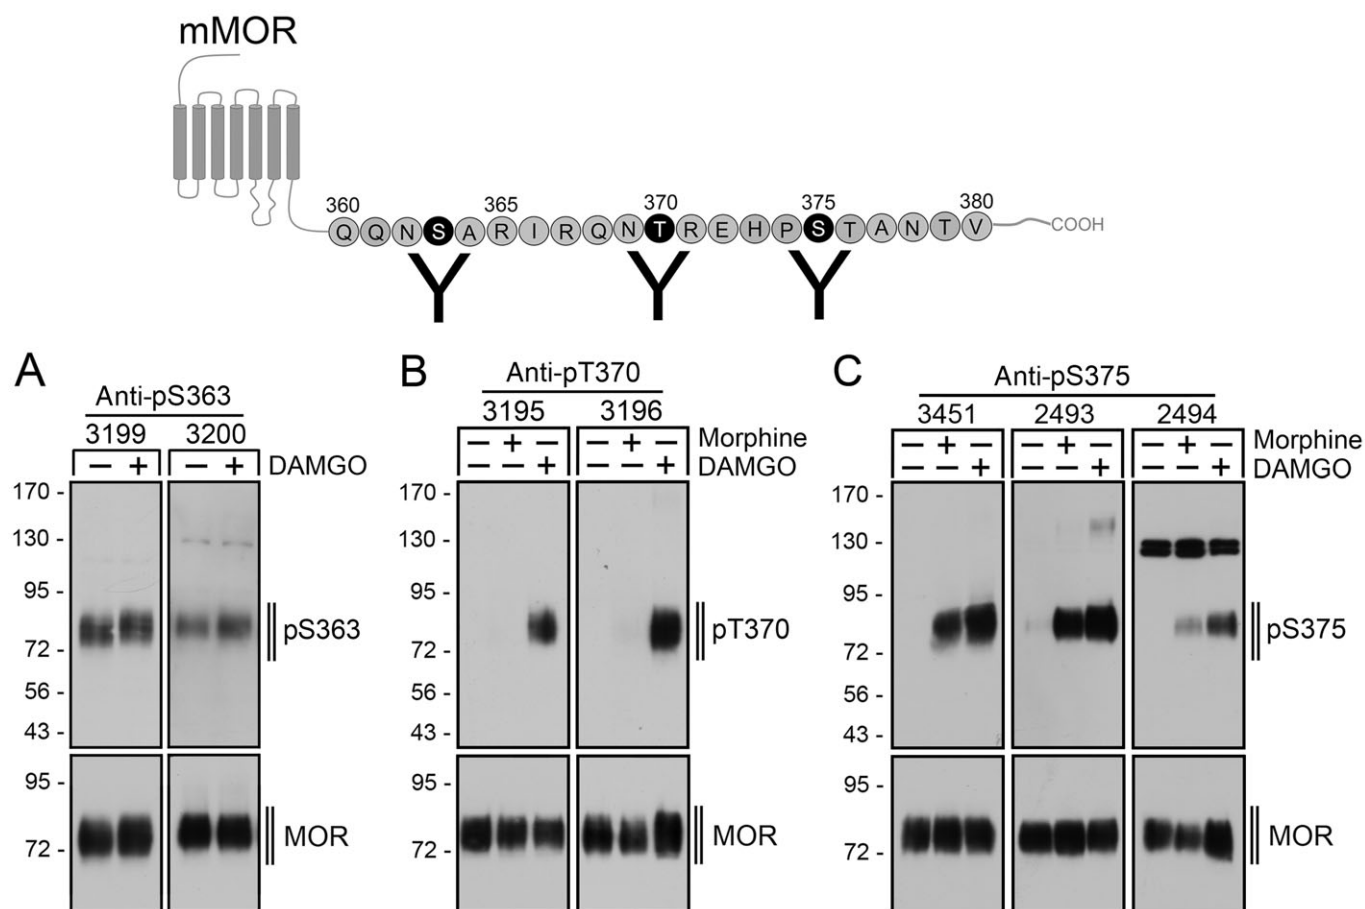 mMOR
360 365 370 375 380
Q Q N S A R I R Q N T R E H P S T A N T V COOH
A
Anti-pS363
3199 3200
− + − + DAMGO
170 -
130 -
95 -
72 -
56 -
43 -
pS363
95 -
72 -
MOR
B
Anti-pT370
3195 3196
− + − − + − Morphine
− − + − − + DAMGO
170 -
130 -
95 -
72 -
56 -
43 -
pT370
95 -
72 -
MOR
C
Anti-pS375
3451 2493 2494
− + − − + − − + − Morphine
− − + − − + − − + DAMGO
170 -
130 -
95 -
72 -
56 -
43 -
pS375
95 -
72 -
MOR